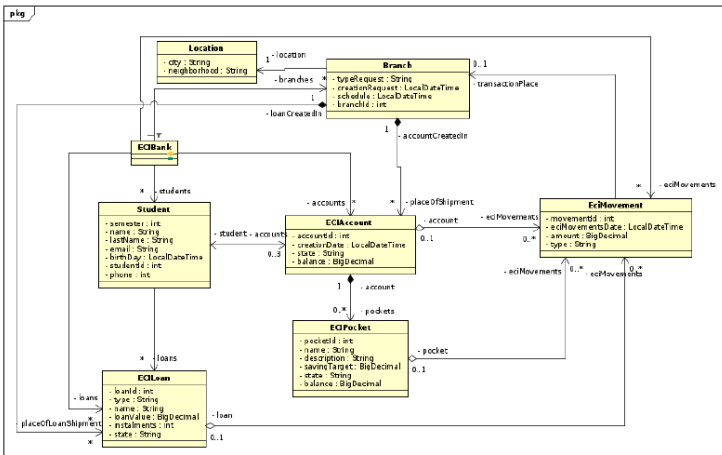 pkg
Location
- city : String
- neighborhood : String
1
- location
Branch
- typeRequest : String
- creationRequest : LocalDateTime
- schedule : LocalDateTime
- branchId : int
0..1
- transactionPlace
- branches
*
1
- loanCreatedIn
1
- accountCreatedIn
ECIBank
* - students
- accounts *
* - placeOfShipment
* - eciMovements
Student
- semester : int
- name : String
- lastName : String
- email : String
- birthDay : LocalDateTime
- studentId : int
- phone : int
- student
- accounts
0..3
ECIAccount
- accountId : int
- creationDate : LocalDateTime
- state : String
- balance : BigDecimal
- account
0..1
- eciMovements
0..*
EciMovement
- movementId : int
- eciMovementsDate : LocalDateTime
- amount : BigDecimal
- type : String
0..*
0..*
- eciMovements
1
- account
0..*
- pockets
ECIPocket
- pocketId : int
- name : String
- description : String
- savingTarget : BigDecimal
- state : String
- balance : BigDecimal
- pocket
0..1
* - loans
ECILoan
- loanId : int
- type : String
- name : String
- loanValue : BigDecimal
- instalments : int
- state : String
- loans
*
- placeOfLoanShipment
*
- loan
0..1